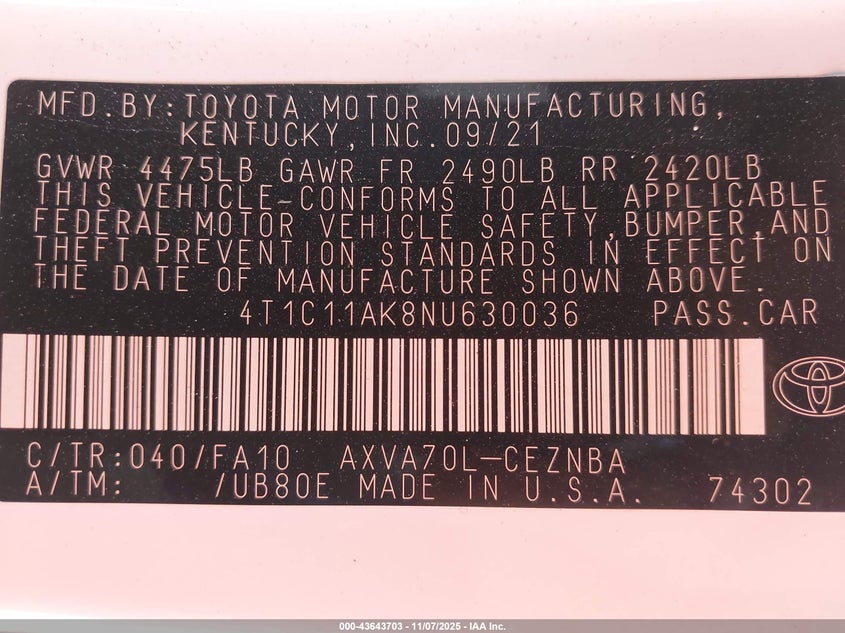 MFD.BY:TOYOTA MOTOR MANUFACTURING,
KENTUCKY,INC.09/21
GVWR 4475LB GAWR FR 2490LB RR 2420LB
THIS VEHICLE CONFORMS TO ALL APPLICABLE
FEDERAL MOTOR VEHICLE SAFETY,BUMPER,AND
THEFT PREVENTION STANDARDS IN EFFECT ON
THE DATE OF MANUFACTURE SHOWN ABOVE.
4T1C11AK8NU630036 PASS.CAR
C/TR:040/FA10 AXVA70L-CEZNBA
A/TM: /UB80E MADE IN U.S.A. 74302
000-43643703 - 11/07/2025 - IAA Inc.